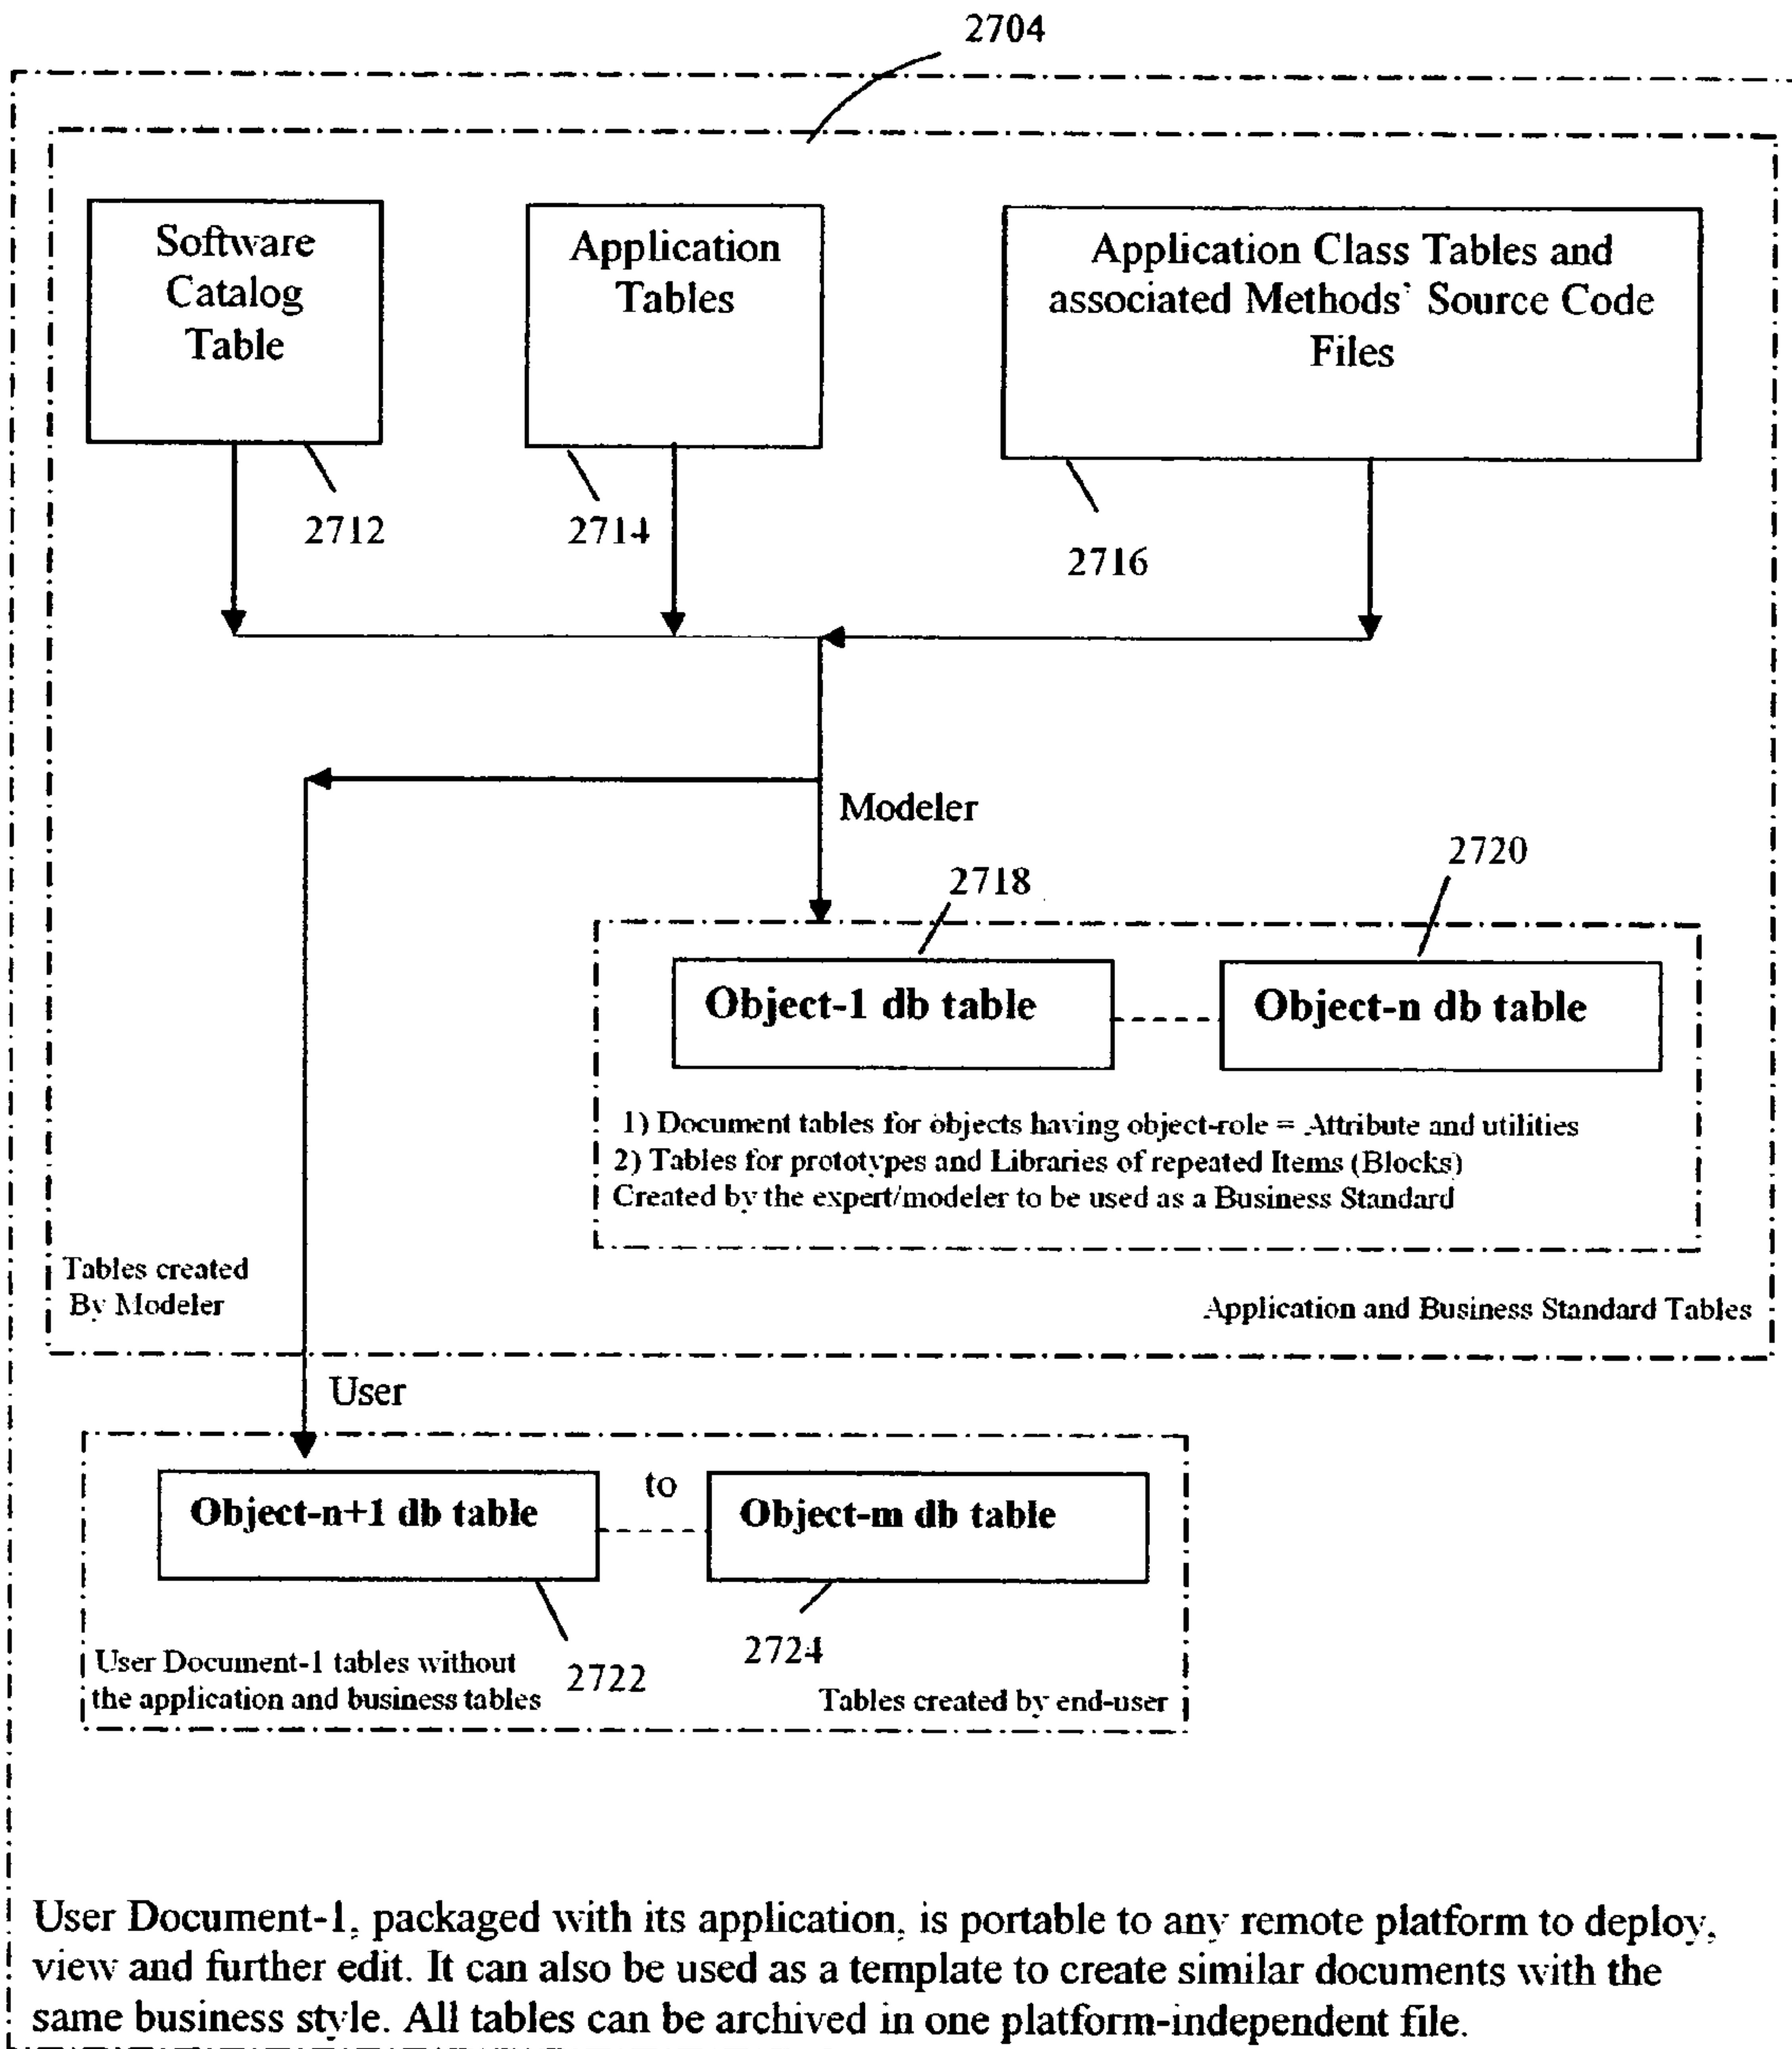 2704
Software
Catalog
Table
Application
Tables
Application Class Tables and
associated Methods' Source Code
Files
2712
2714
2716
Modeler
2718
2720
Object-1 db table
Object-n db table
1) Document tables for objects having object-role = Attribute and utilities
2) Tables for prototypes and Libraries of repeated Items (Blocks)
Created by the expert/modeler to be used as a Business Standard
Tables created
By Modeler
Application and Business Standard Tables
User
Object-n+1 db table
to
Object-m db table
2722
2724
User Document-1 tables without
the application and business tables
Tables created by end-user
User Document-1, packaged with its application, is portable to any remote platform to deploy,
view and further edit. It can also be used as a template to create similar documents with the
same business style. All tables can be archived in one platform-independent file.